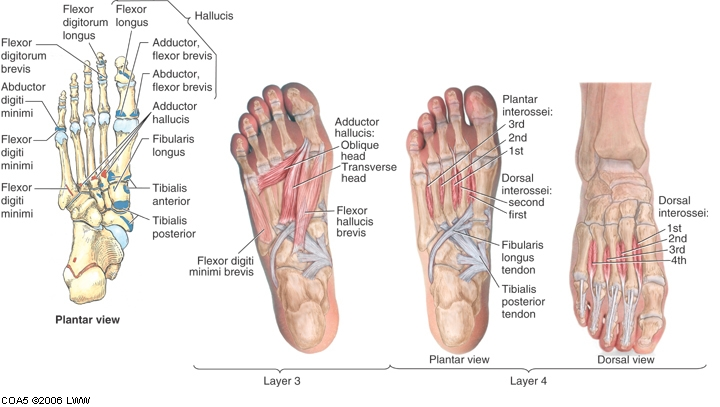 Flexor
digitorum
longus
Flexor
longus
Hallucis
Flexor
digitorum
brevis
Adductor,
flexor brevis
Abductor,
flexor brevis
Abductor
digiti
minimi
Adductor
hallucis
Flexor
digiti
minimi
Fibularis
longus
Flexor
digiti
minimi
Tibialis
anterior
Tibialis
posterior
Plantar view
Adductor
hallucis:
Oblique
head
Transverse
head
Flexor
hallucis
brevis
Flexor digiti
minimi brevis
Layer 3
Plantar
interossei:
3rd
2nd
1st
Dorsal
interossei:
second
first
Fibularis
longus
tendon
Tibialis
posterior
tendon
Plantar view
Dorsal
interossei:
1st
2nd
3rd
4th
Dorsal view
Layer 4
COA5 ©2006 LWW